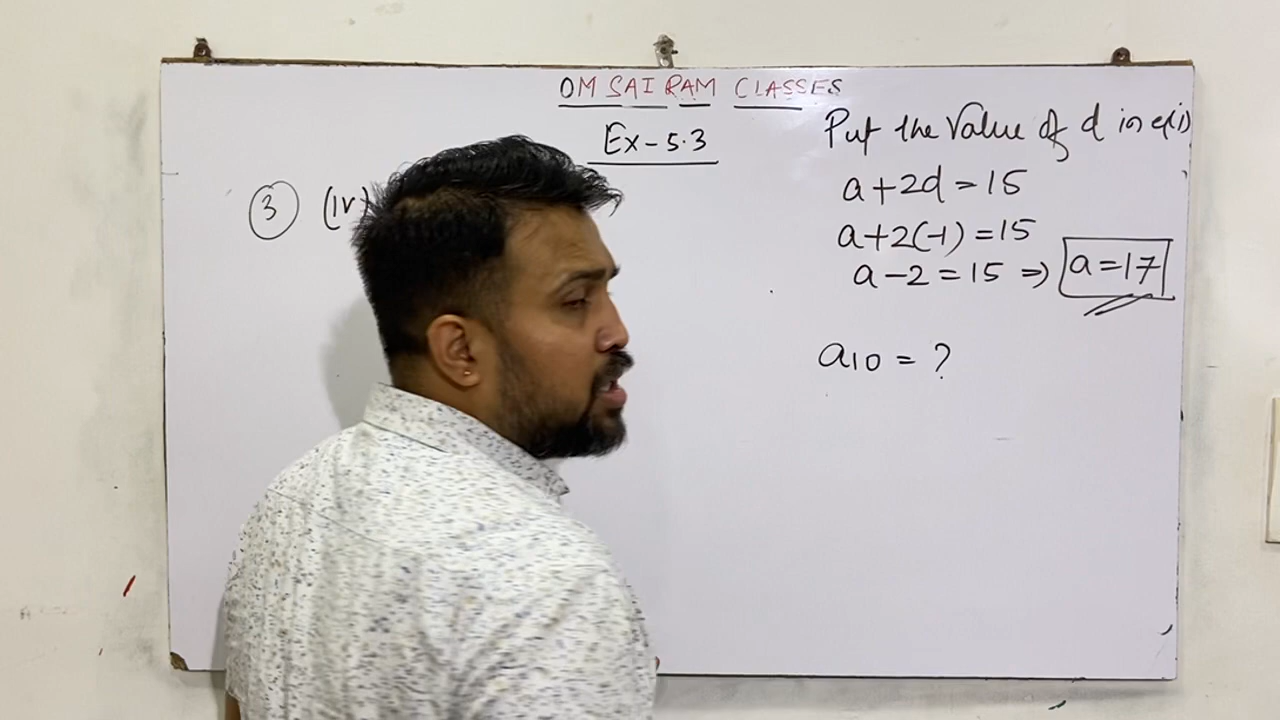 OM SAI RAM CLASSES
Ex-5.3
3 (iv)
Put the Value of d in eq(i)
a+2d=15
a+2(-1)=15
a-2=15 ⇒ a=17
a10 = ?